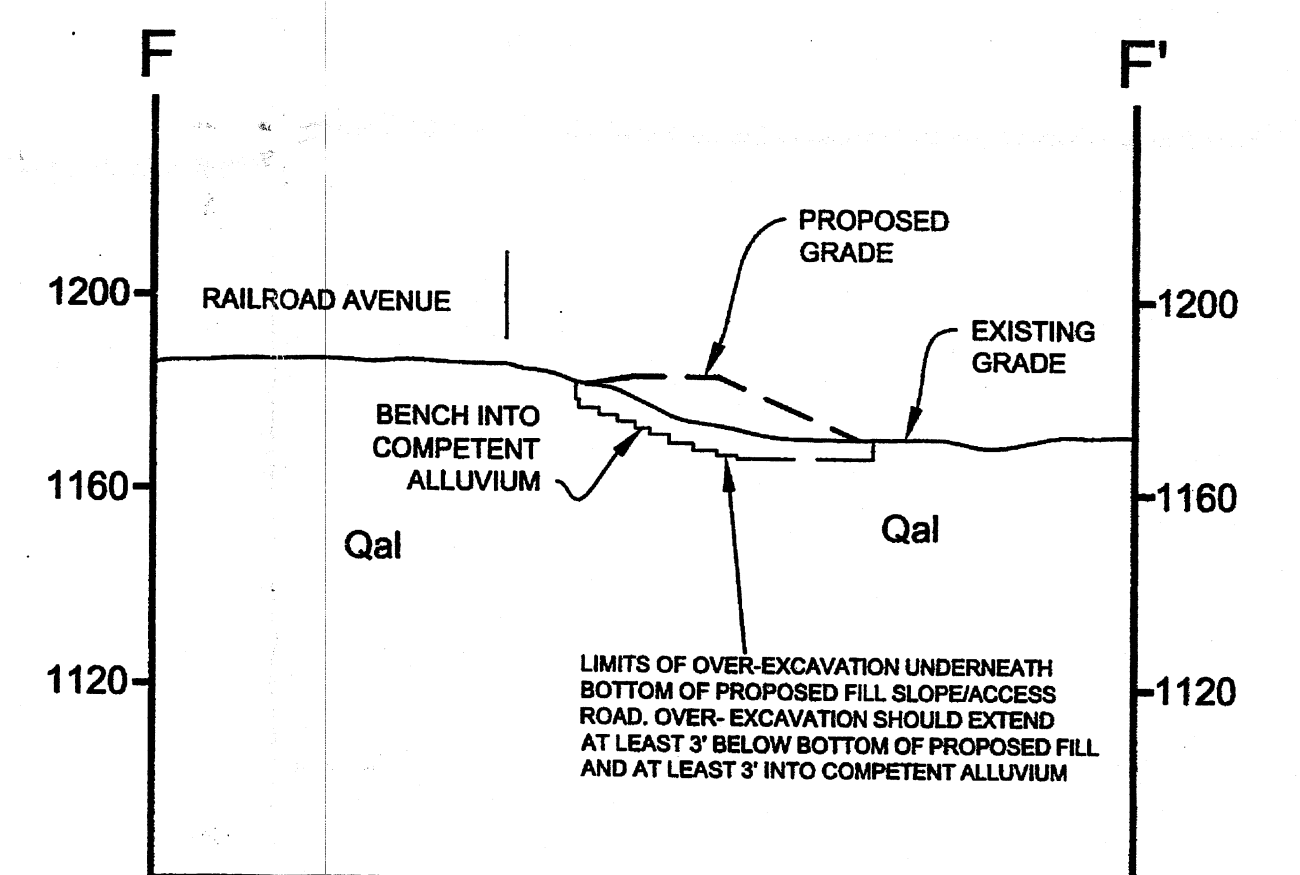 F
F'
PROPOSED
GRADE
1200
RAILROAD AVENUE
1200
EXISTING
GRADE
BENCH INTO
COMPETENT
ALLUVIUM
1160
1160
Qal
Qal
LIMITS OF OVER-EXCAVATION UNDERNEATH
BOTTOM OF PROPOSED FILL SLOPE/ACCESS
ROAD. OVER- EXCAVATION SHOULD EXTEND
AT LEAST 3' BELOW BOTTOM OF PROPOSED FILL
AND AT LEAST 3' INTO COMPETENT ALLUVIUM
1120
1120